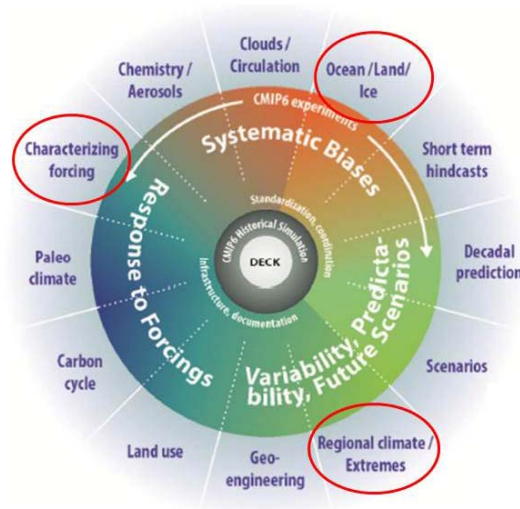 Clouds /
Circulation
Ocean /Land/
Ice
Short term
hindcasts
Decadal
prediction
Scenarios
Regional climate /
Extremes
Geo-
engineering
Land use
Carbon
cycle
Paleo
climate
Characterizing
forcing
Chemistry /
Aerosols
CMIP6 experiments
Systematic Biases
Variability, Predicta-
bility, Future Scenarios
Response to Forcings
Standardization, coordination,
infrastructure, documentation
CMIP6 Historical Simulation
DECK